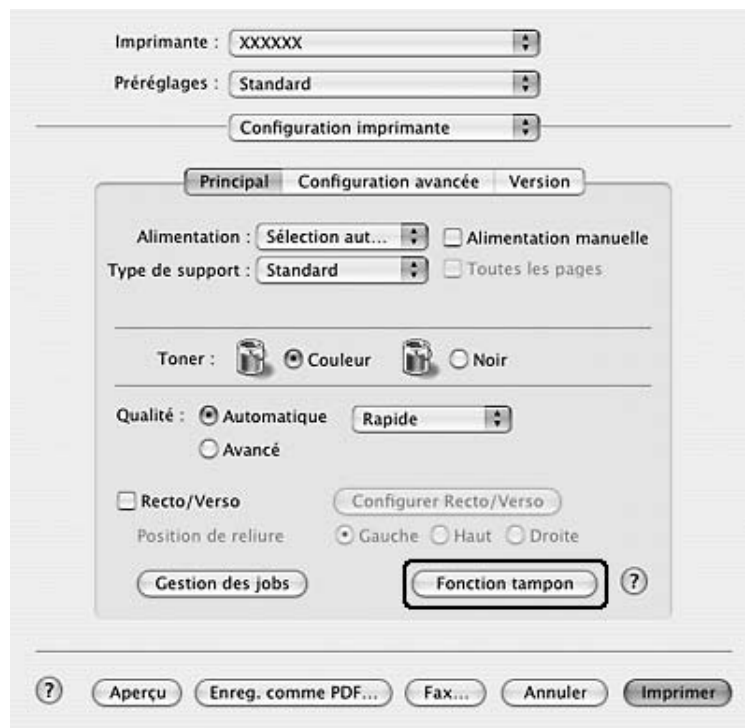 Imprimante : XXXXXX
Préréglages : Standard
Configuration imprimante
Principal Configuration avancée Version
Alimentation : Sélection aut... Alimentation manuelle
Type de support : Standard Toutes les pages
Toner : Couleur Noir
Qualité : Automatique Rapide
Avancé
Recto/Verso Configurer Recto/Verso
Position de reliure Gauche Haut Droite
Gestion des jobs Fonction tampon ?
? Aperçu Enreg. comme PDF... Fax... Annuler Imprimer